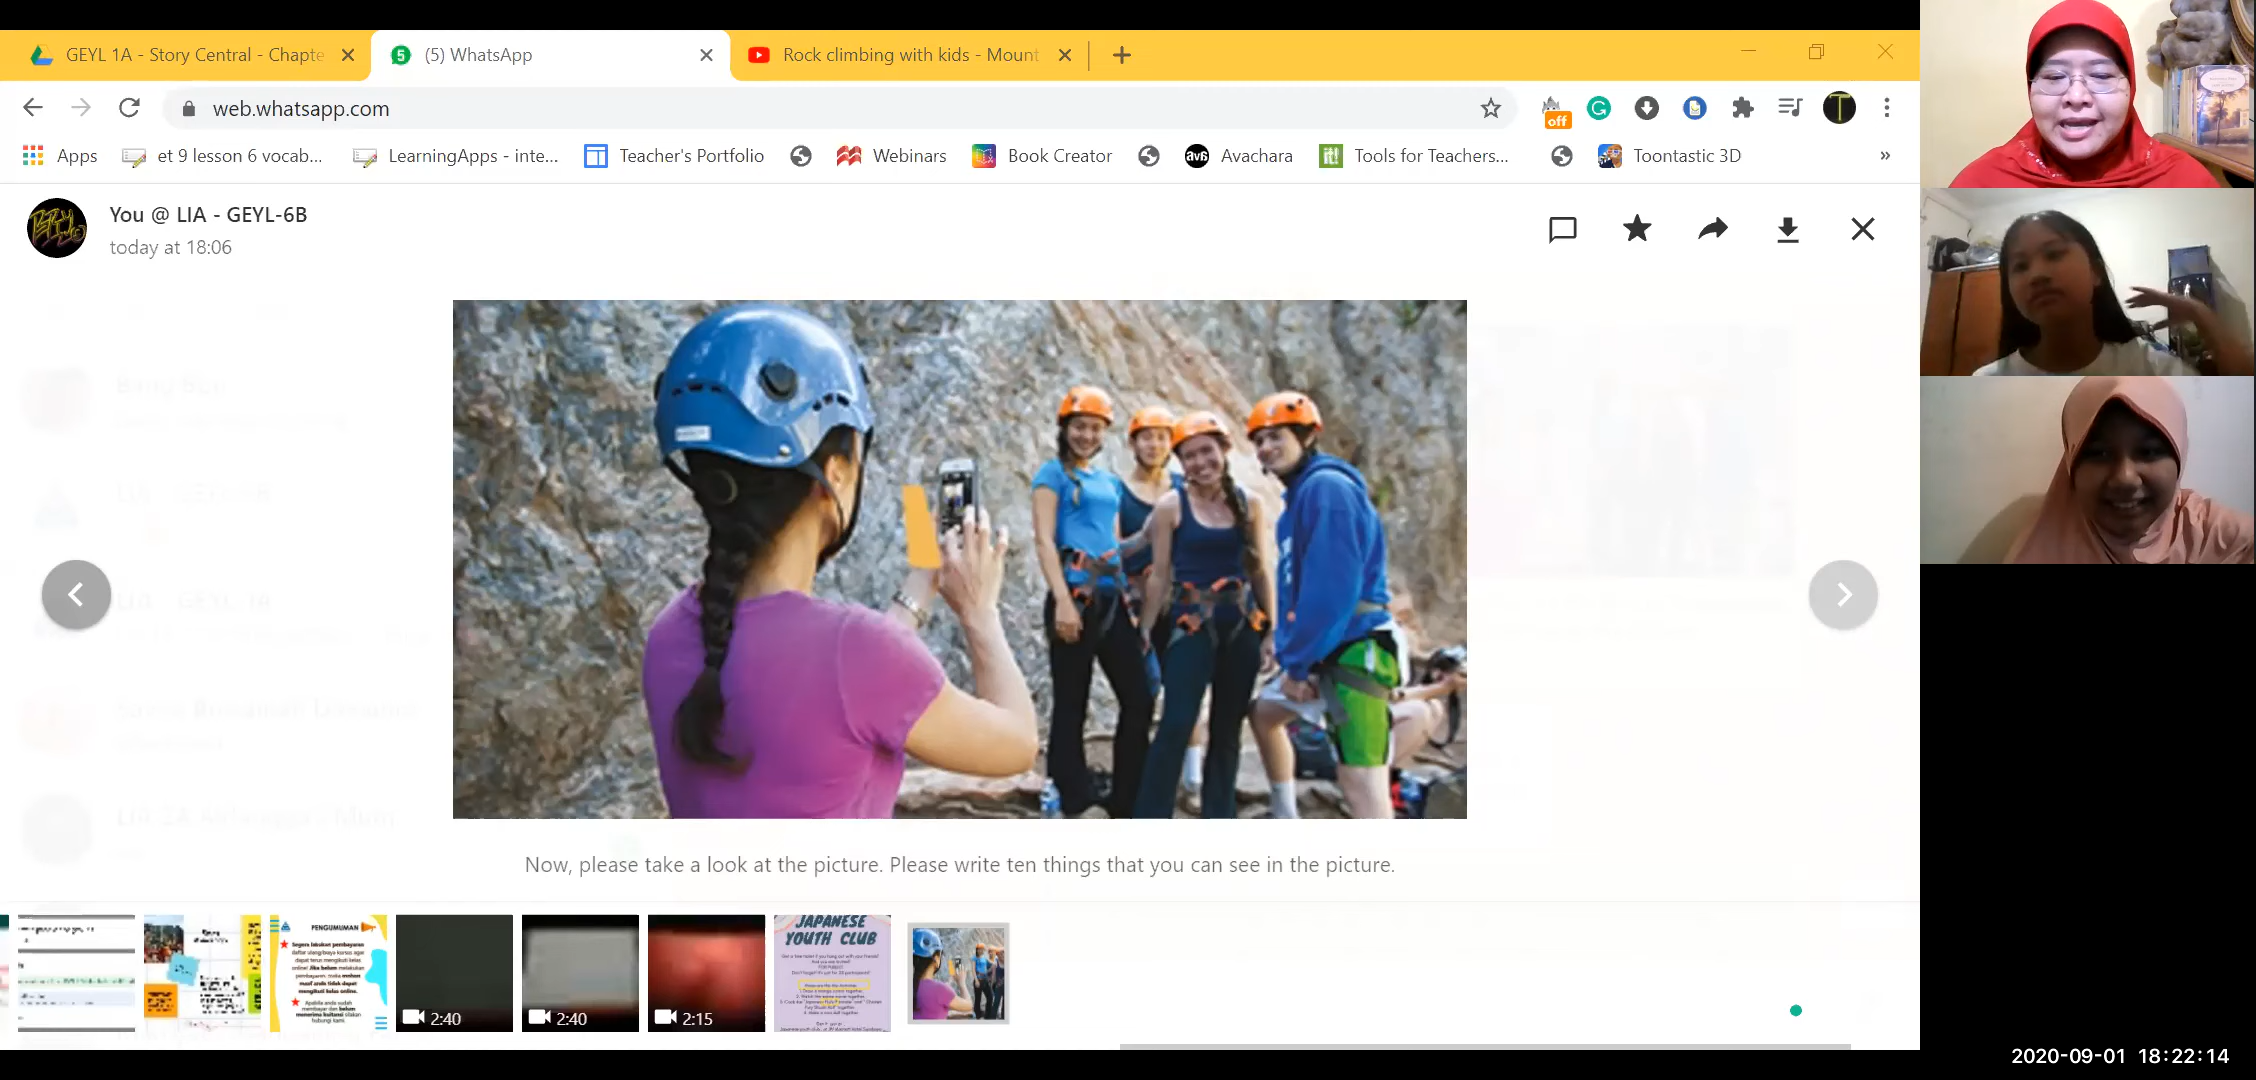 GEYL 1A - Story Central - Chapte
(5) WhatsApp
Rock climbing with kids - Mount
web.whatsapp.com
off
T
Apps
et 9 lesson 6 vocab...
LearningApps - inte...
Teacher's Portfolio
Webinars
Book Creator
Avachara
Tools for Teachers...
Toontastic 3D
»
You @ LIA - GEYL-6B
today at 18:06
Now, please take a look at the picture. Please write ten things that you can see in the picture.
PENGUMUMAN
2:40
2:40
2:15
JAPANESE
YOUTH CLUB
2020-09-01 18:22:14